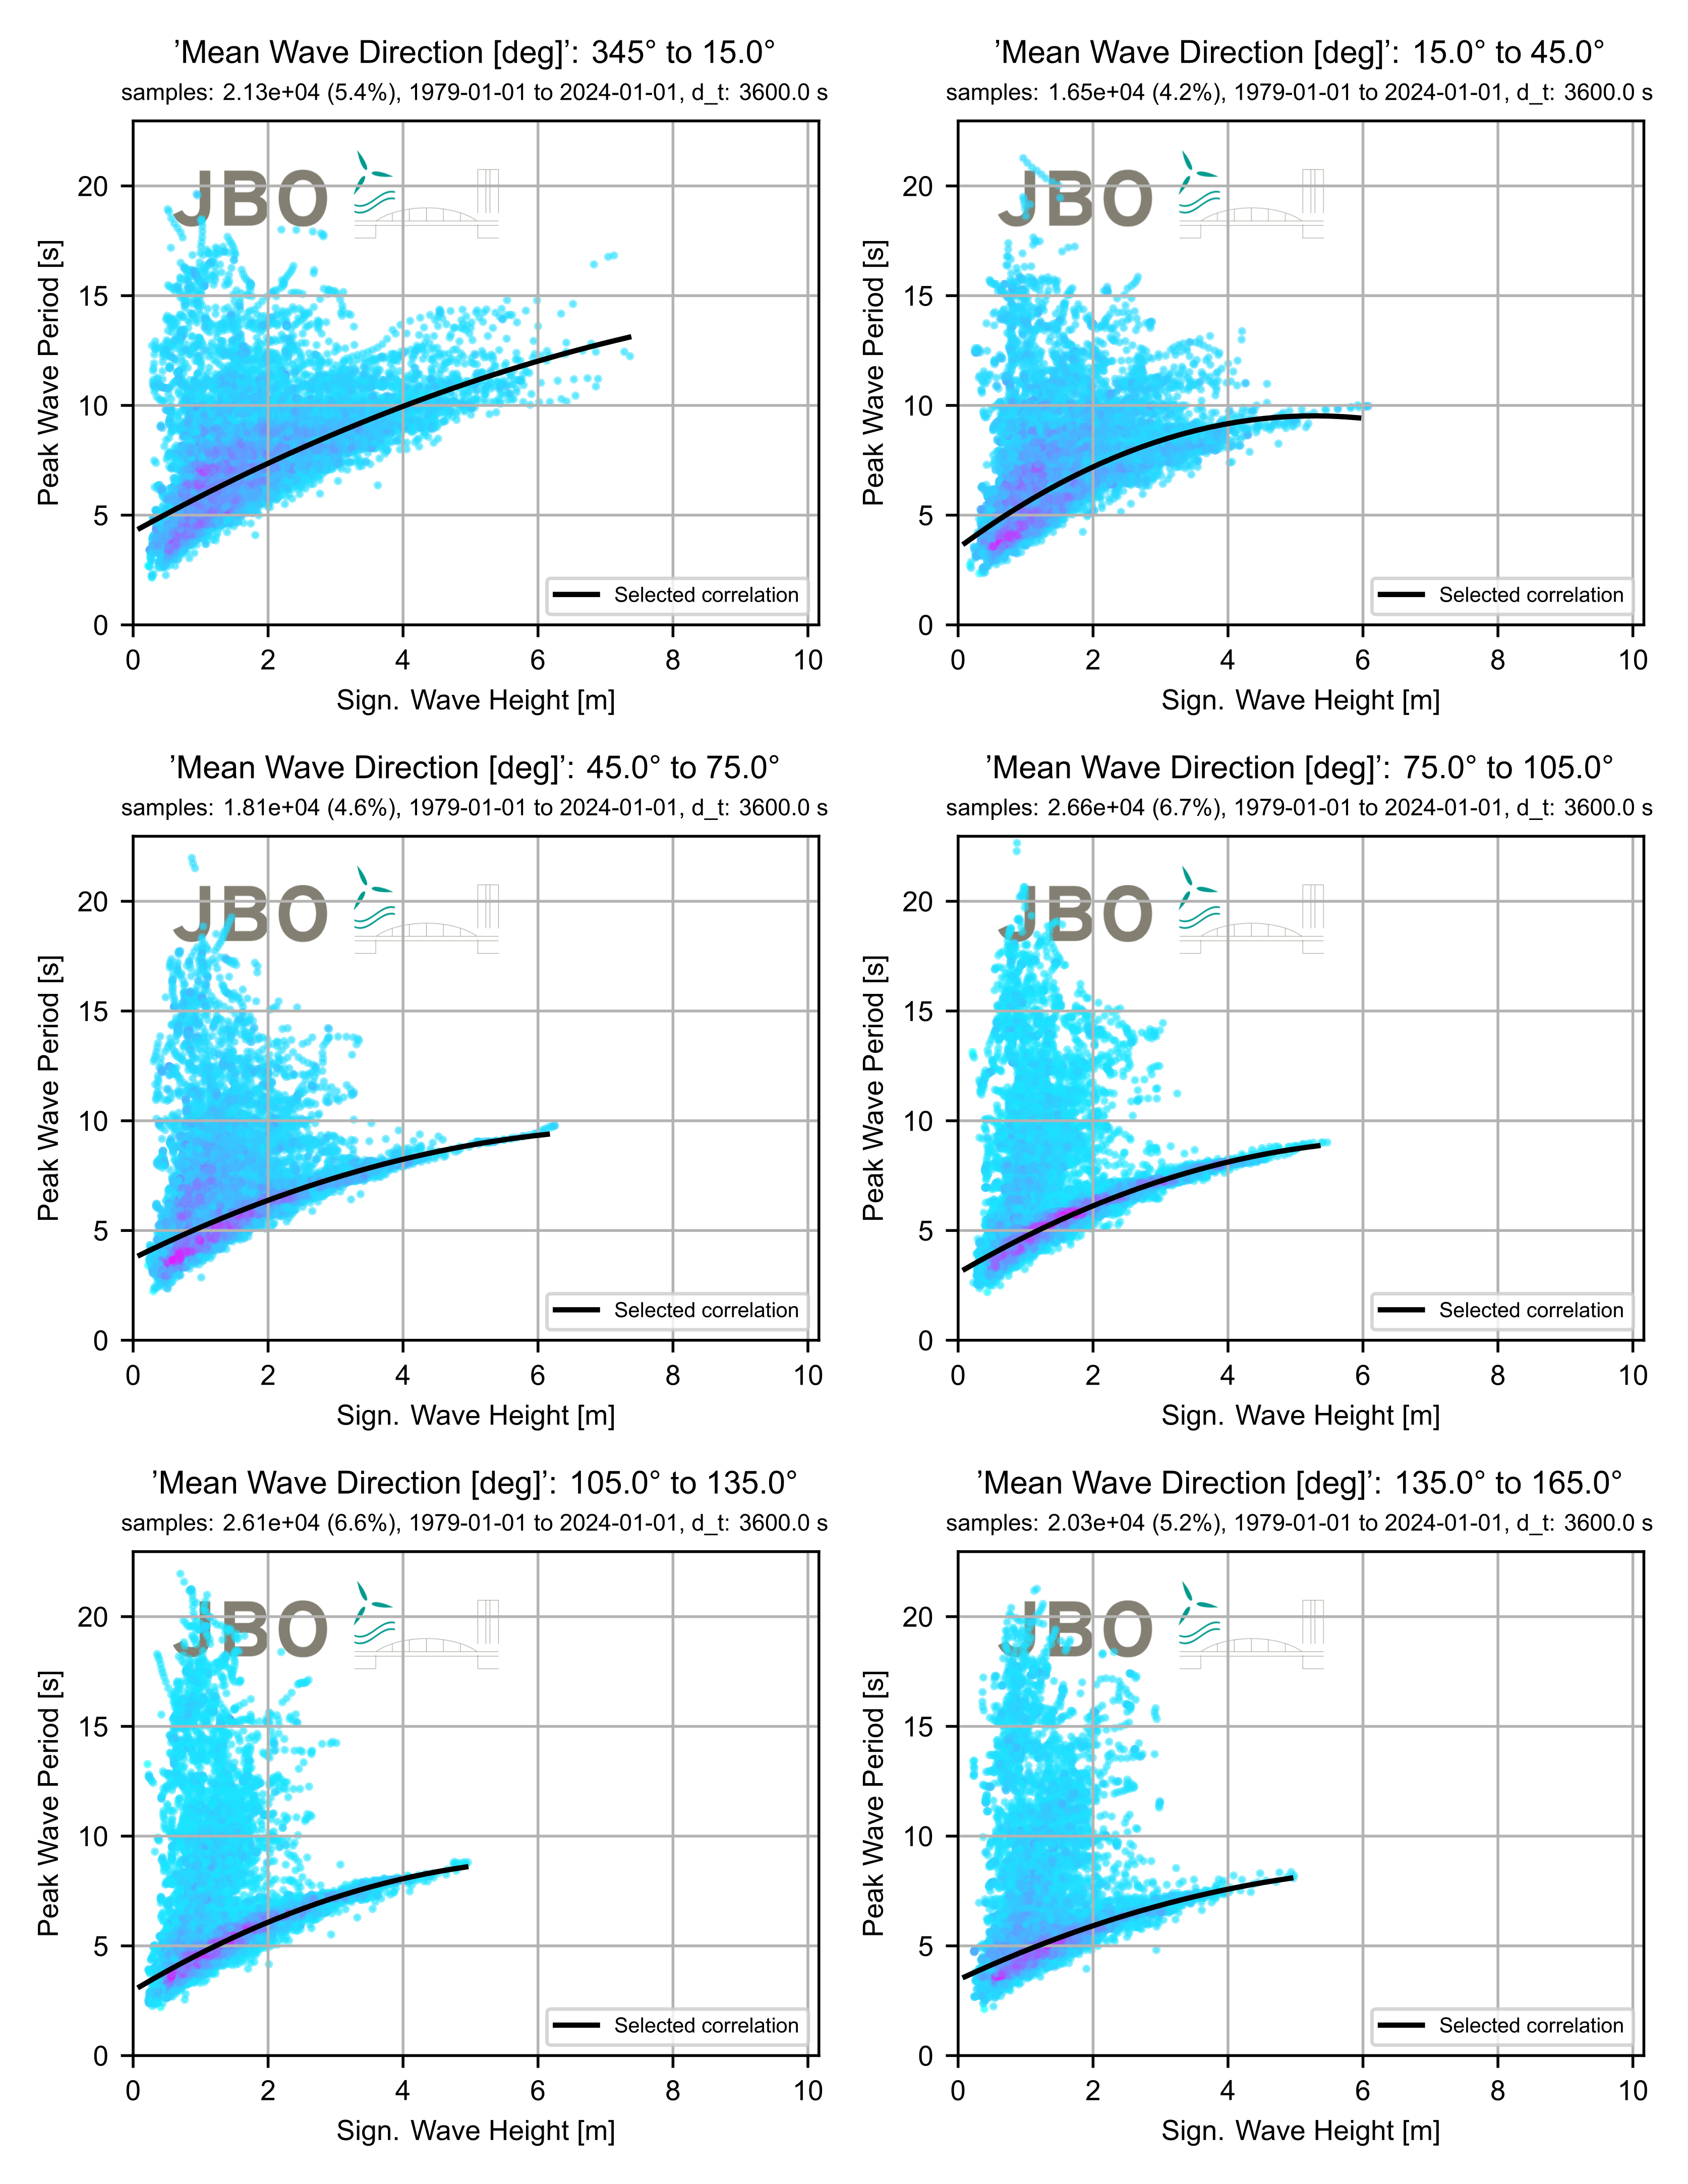 ’Mean Wave Direction [deg]’: 345° to 15.0°
samples: 2.13e+04 (5.4%), 1979-01-01 to 2024-01-01, d_t: 3600.0 s
JBO
20
15
10
5
0
Peak Wave Period [s]
Selected correlation
0 2 4 6 8 10
Sign. Wave Height [m]
’Mean Wave Direction [deg]’: 15.0° to 45.0°
samples: 1.65e+04 (4.2%), 1979-01-01 to 2024-01-01, d_t: 3600.0 s
JBO
20
15
10
5
0
Peak Wave Period [s]
Selected correlation
0 2 4 6 8 10
Sign. Wave Height [m]
’Mean Wave Direction [deg]’: 45.0° to 75.0°
samples: 1.81e+04 (4.6%), 1979-01-01 to 2024-01-01, d_t: 3600.0 s
JBO
20
15
10
5
0
Peak Wave Period [s]
Selected correlation
0 2 4 6 8 10
Sign. Wave Height [m]
’Mean Wave Direction [deg]’: 75.0° to 105.0°
samples: 2.66e+04 (6.7%), 1979-01-01 to 2024-01-01, d_t: 3600.0 s
JBO
20
15
10
5
0
Peak Wave Period [s]
Selected correlation
0 2 4 6 8 10
Sign. Wave Height [m]
’Mean Wave Direction [deg]’: 105.0° to 135.0°
samples: 2.61e+04 (6.6%), 1979-01-01 to 2024-01-01, d_t: 3600.0 s
JBO
20
15
10
5
0
Peak Wave Period [s]
Selected correlation
0 2 4 6 8 10
Sign. Wave Height [m]
’Mean Wave Direction [deg]’: 135.0° to 165.0°
samples: 2.03e+04 (5.2%), 1979-01-01 to 2024-01-01, d_t: 3600.0 s
JBO
20
15
10
5
0
Peak Wave Period [s]
Selected correlation
0 2 4 6 8 10
Sign. Wave Height [m]